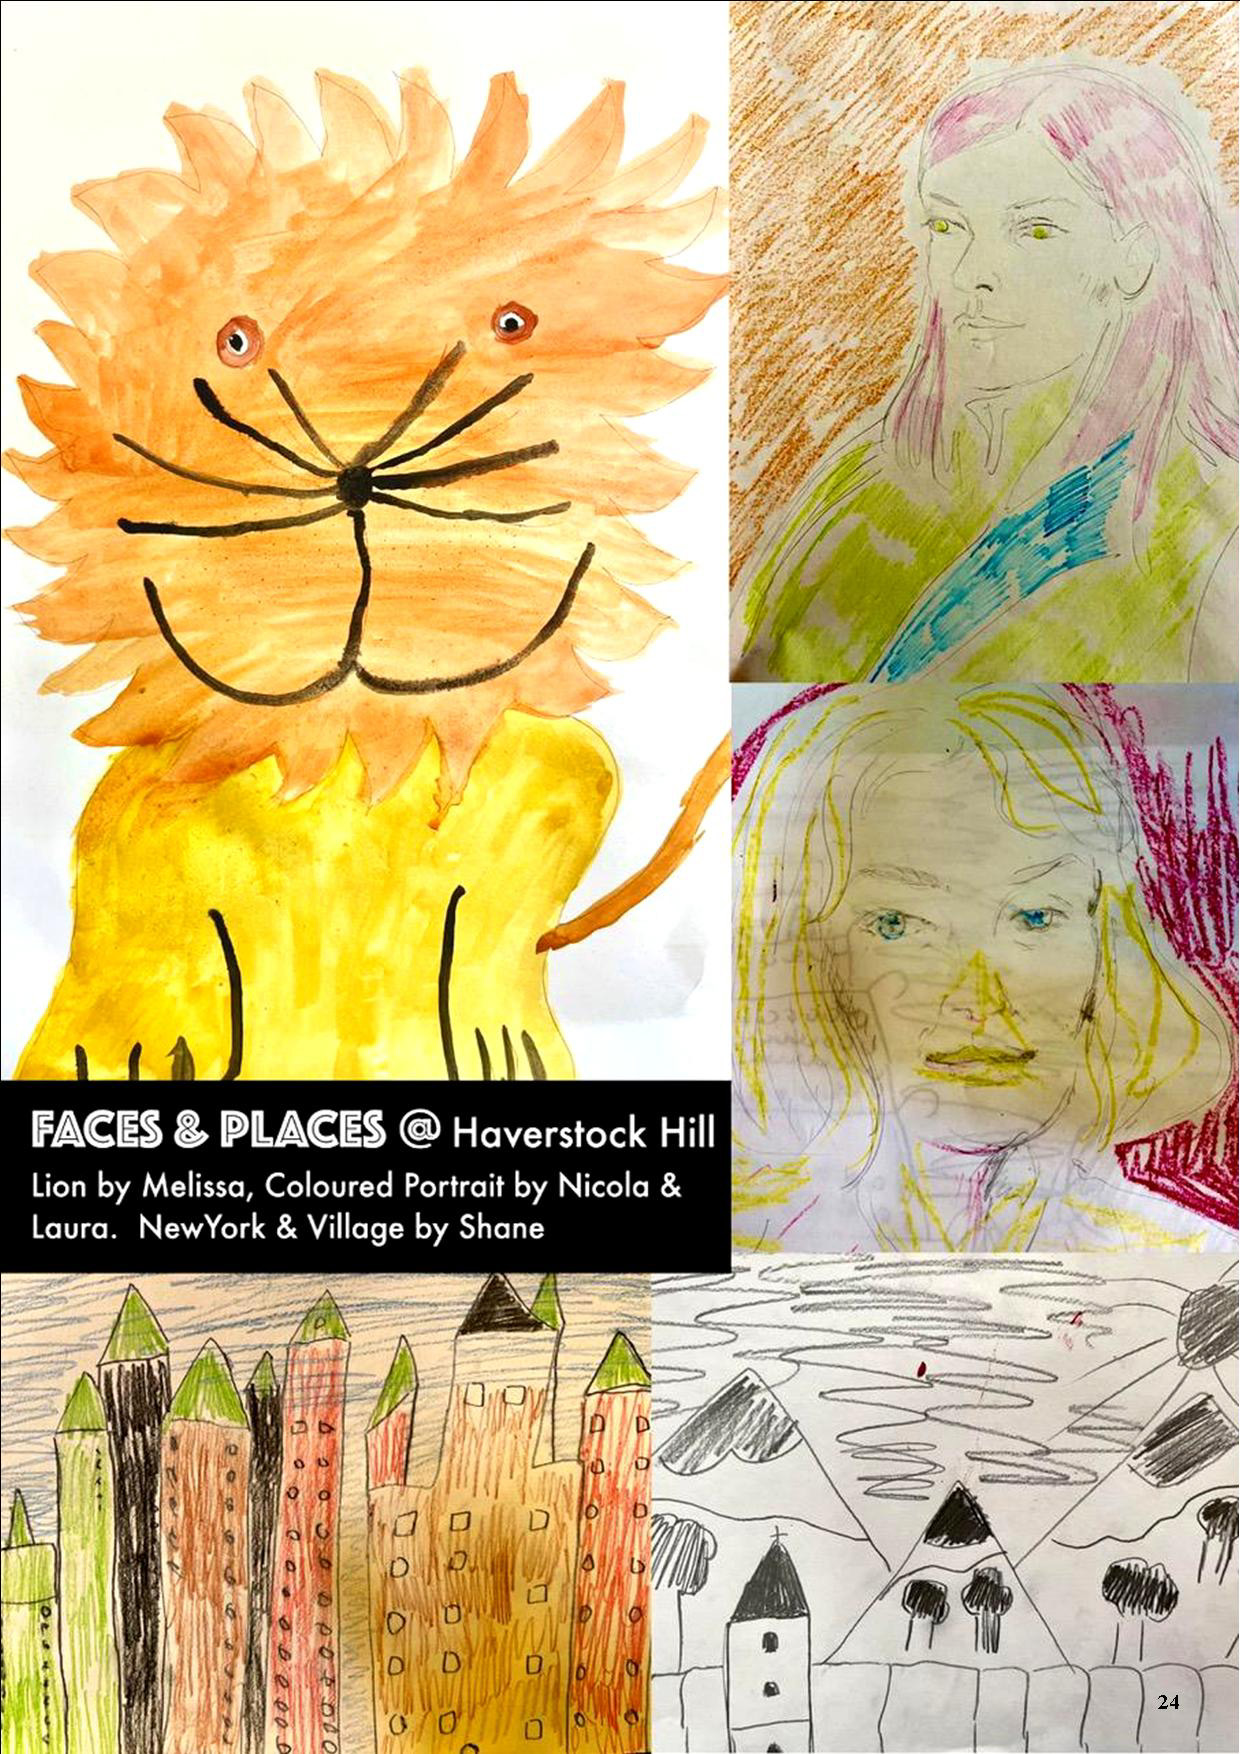 FACES & PLACES @ Haverstock Hill
Lion by Melissa, Coloured Portrait by Nicola &
Laura.  NewYork & Village by Shane
24